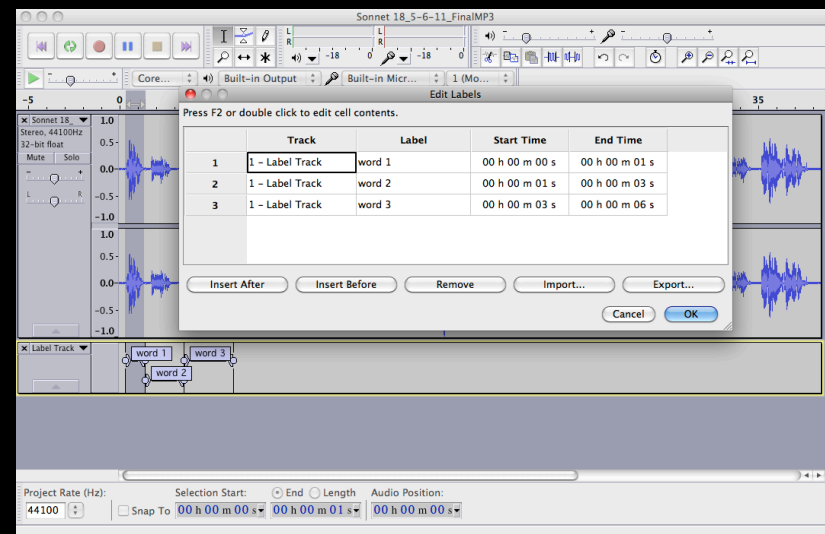 Sonnet 18_5-6-11_FinalMP3
L
R
-18
0
L
R
-18
0
- +
- +
Core...
Built-in Output
Built-in Micr...
1 (Mo...
-5
0
35
Sonnet 18_
Stereo, 44100Hz
32-bit float
Mute Solo
- +
L R
1.0
0.5-
0.0-
-0.5-
-1.0
1.0
0.5-
0.0-
-0.5-
-1.0
Edit Labels
Press F2 or double click to edit cell contents.
Track Label Start Time End Time
1 1 - Label Track word 1 00 h 00 m 00 s 00 h 00 m 01 s
2 1 - Label Track word 2 00 h 00 m 01 s 00 h 00 m 03 s
3 1 - Label Track word 3 00 h 00 m 03 s 00 h 00 m 06 s
Insert After Insert Before Remove Import... Export...
Cancel OK
Label Track
word 1 word 3
word 2
Project Rate (Hz): Selection Start: End Length Audio Position:
44100 Snap To 00 h 00 m 00 s 00 h 00 m 01 s 00 h 00 m 00 s